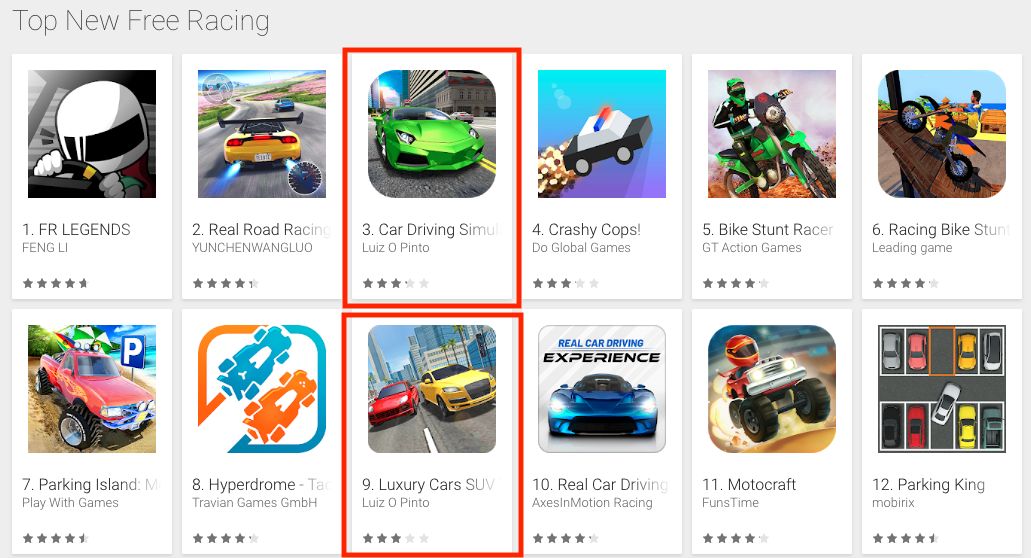 Top New Free Racing
1. FR LEGENDS
FENG LI
2. Real Road Racing
YUNCHENWANGLUO
3. Car Driving Simul
Luiz O Pinto
4. Crashy Cops!
Do Global Games
5. Bike Stunt Racer
GT Action Games
6. Racing Bike Stunt
Leading game
P
REAL CAR DRIVING
EXPERIENCE
7. Parking Island: M
Play With Games
8. Hyperdrome - Tac
Travian Games GmbH
9. Luxury Cars SUV
Luiz O Pinto
10. Real Car Driving
AxesInMotion Racing
11. Motocraft
FunsTime
12. Parking King
mobirix